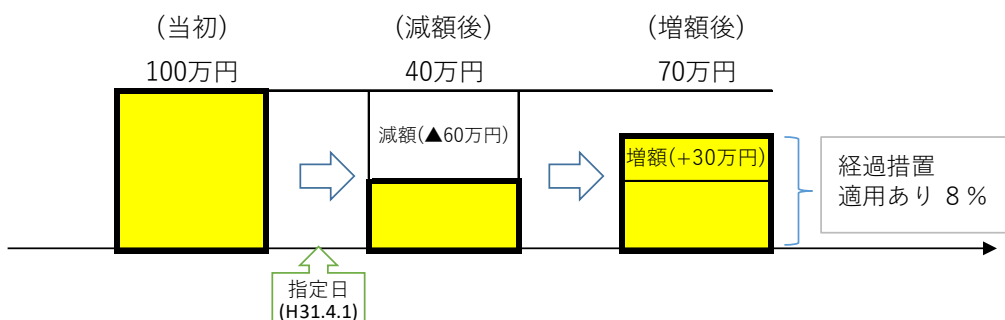 (当初)
(減額後)
(増額後)
100万円
40万円
70万円
減額(▲60万円)
増額(+30万円)
経過措置
適用あり 8%
指定日
(H31.4.1)